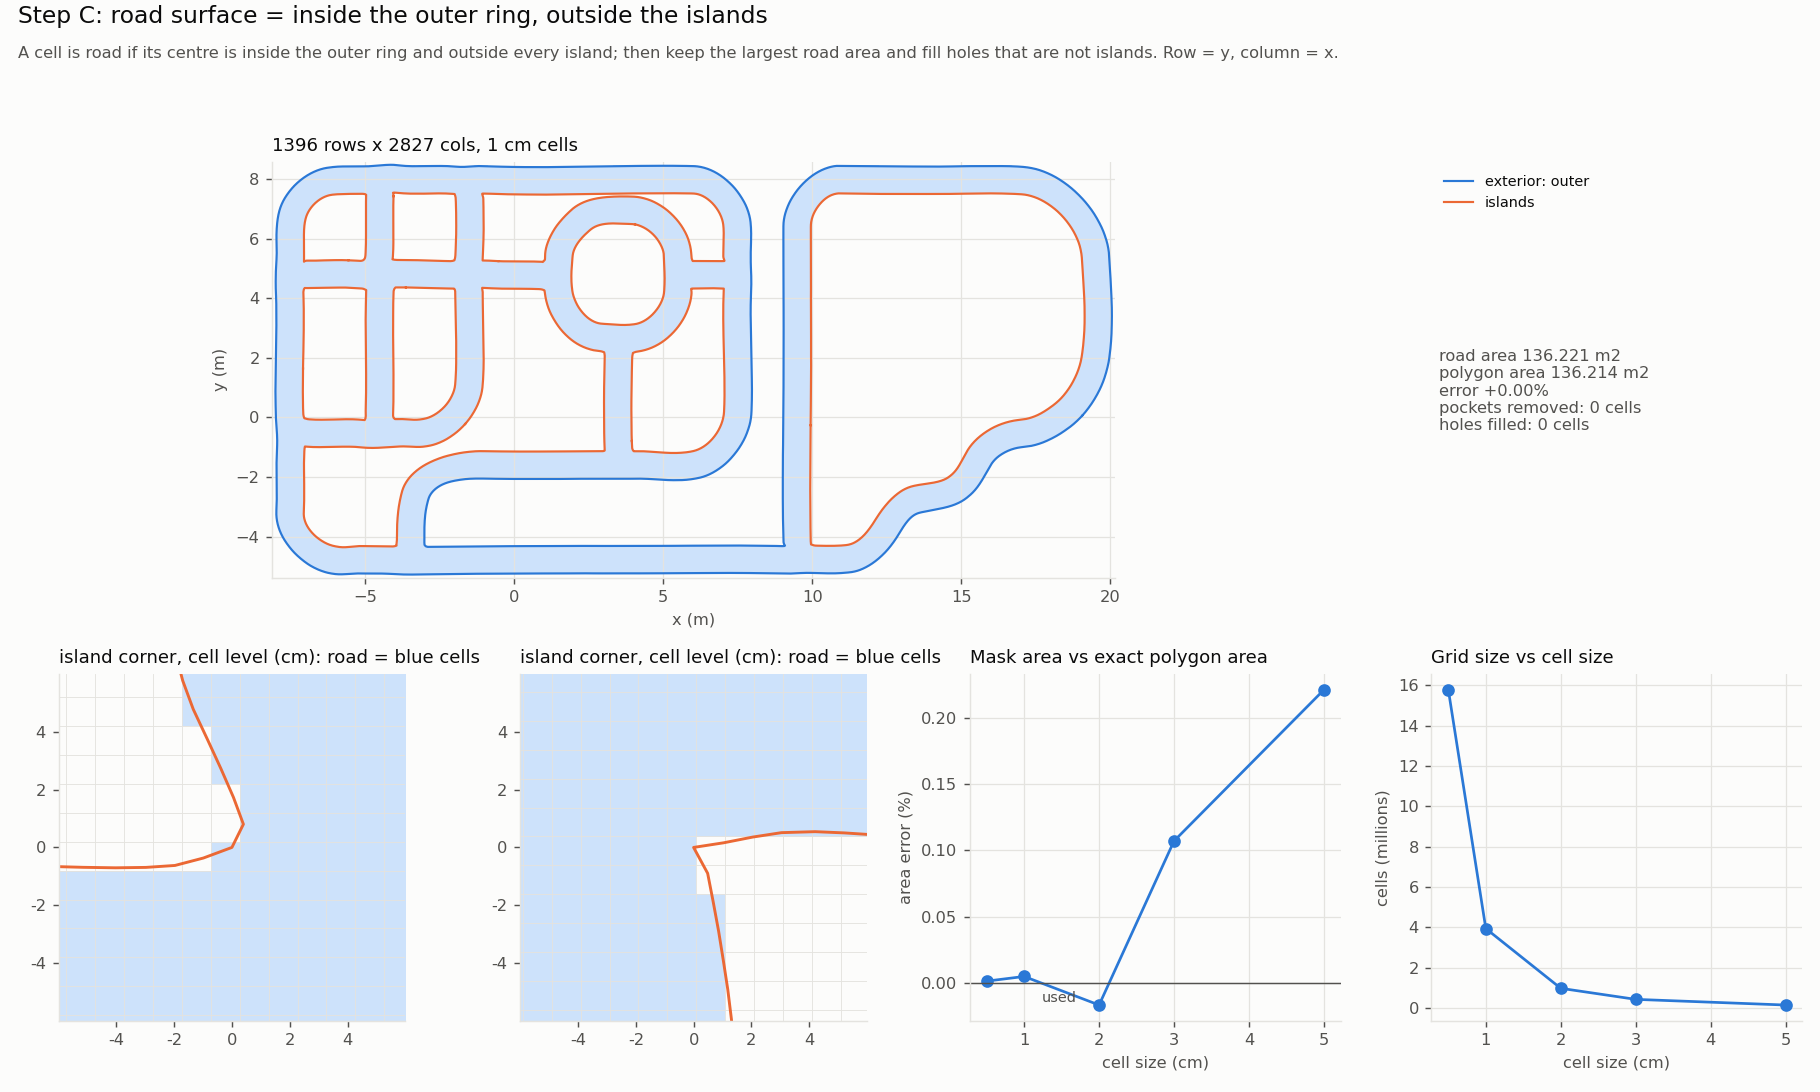 Step C: road surface = inside the outer ring, outside the islands
A cell is road if its centre is inside the outer ring and outside every island; then keep the largest road area and fill holes that are not islands. Row = y, column = x.
1396 rows x 2827 cols, 1 cm cells
8
6
4
2
0
−2
−4
y (m)
−5
0
5
10
15
20
x (m)
exterior: outer
islands
road area 136.221 m2
polygon area 136.214 m2
error +0.00%
pockets removed: 0 cells
holes filled: 0 cells
island corner, cell level (cm): road = blue cells
4
2
0
-2
-4
-4
-2
0
2
4
island corner, cell level (cm): road = blue cells
4
2
0
-2
-4
-4
-2
0
2
4
Mask area vs exact polygon area
0.20
0.15
0.10
0.05
0.00
area error (%)
used
1
2
3
4
5
cell size (cm)
Grid size vs cell size
16
14
12
10
8
6
4
2
0
cells (millions)
1
2
3
4
5
cell size (cm)